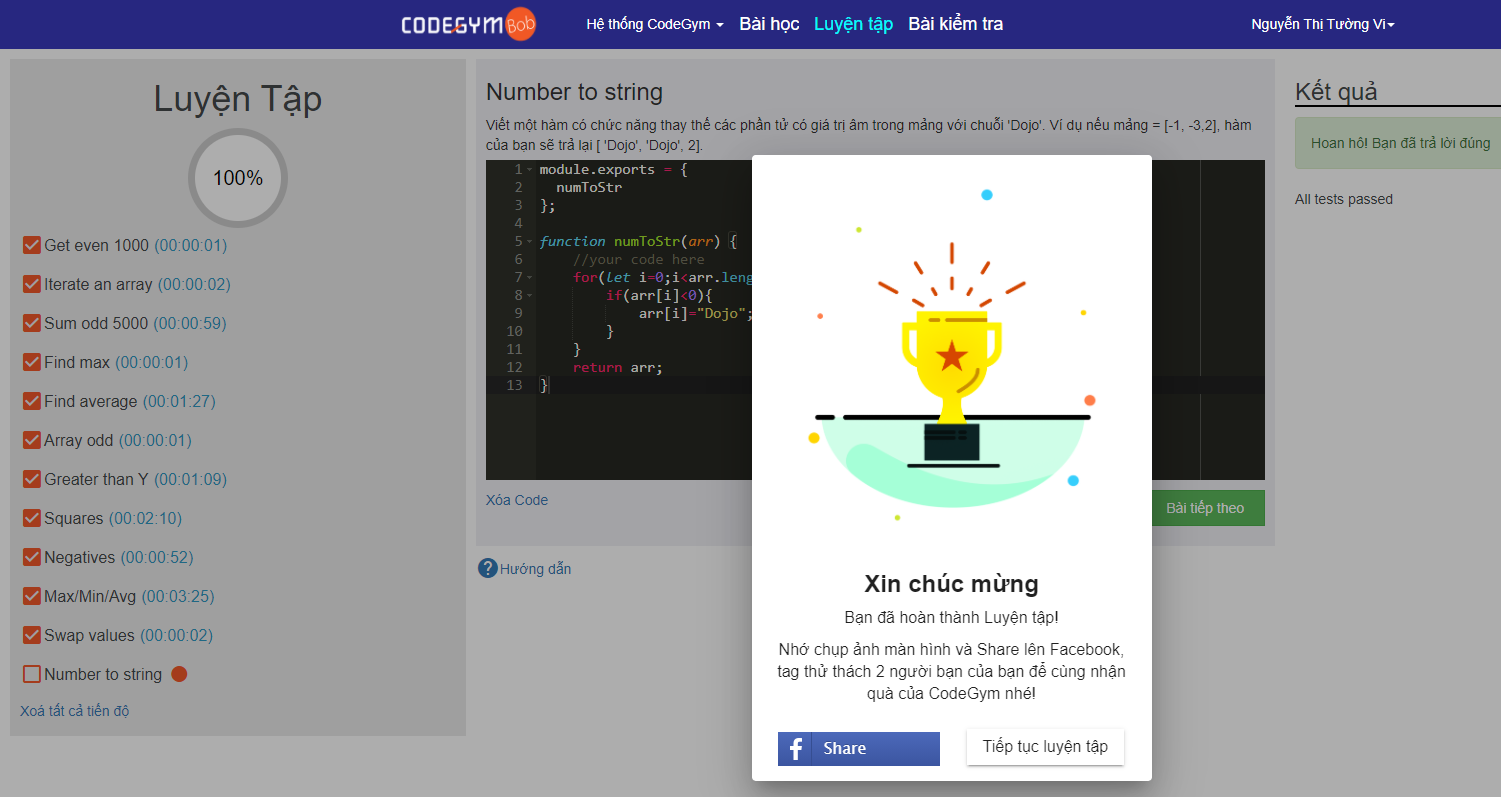 CODEGYM Bob
Hệ thống CodeGym
Bài học
Luyện tập
Bài kiểm tra
Nguyễn Thị Tường Vi
Luyện Tập
100%
Get even 1000 (00:00:01)
Iterate an array (00:00:02)
Sum odd 5000 (00:00:59)
Find max (00:00:01)
Find average (00:01:27)
Array odd (00:00:01)
Greater than Y (00:01:09)
Squares (00:02:10)
Negatives (00:00:52)
Max/Min/Avg (00:03:25)
Swap values (00:00:02)
Number to string
Xoá tất cả tiến độ
Number to string
Viết một hàm có chức năng thay thế các phần tử có giá trị âm trong mảng với chuỗi 'Dojo'. Ví dụ nếu mảng = [-1, -3,2], hàm
của bạn sẽ trả lại [ 'Dojo', 'Dojo', 2].
1 module.exports = {
2 numToStr
3 };
4
5 function numToStr(arr) {
6 //your code here
7 for(let i=0;i<arr.leng
8 if(arr[i]<0){
9 arr[i]="Dojo";
10 }
11 }
12 return arr;
13 }
Xóa Code
Bài tiếp theo
? Hướng dẫn
Kết quả
Hoan hô! Bạn đã trả lời đúng
All tests passed
Xin chúc mừng
Bạn đã hoàn thành Luyện tập!
Nhớ chụp ảnh màn hình và Share lên Facebook,
tag thử thách 2 người bạn của bạn để cùng nhận
quà của CodeGym nhé!
f Share
Tiếp tục luyện tập